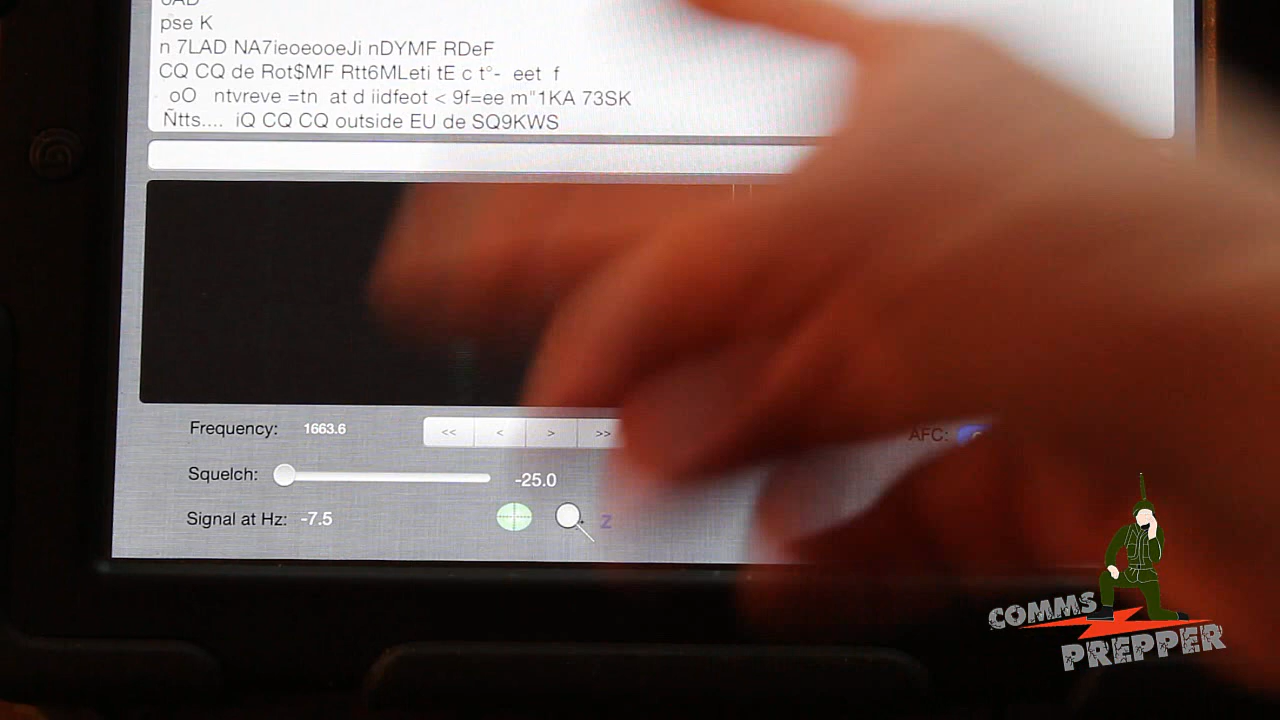 pse K
n 7LAD NA7ieoeooeJi nDYMF RDeF
CQ CQ de Rot$MF Rtt6MLeti tE c t°-  eet  f
oO   ntvreve =tn  at d iidfeot < 9f=ee m"1KA 73SK
Ñtts....  iQ CQ CQ outside EU de SQ9KWS
Frequency: 1663.6 << < > >> AFC:
Squelch: -25.0
Signal at Hz: -7.5 Z
COMMS
PREPPER